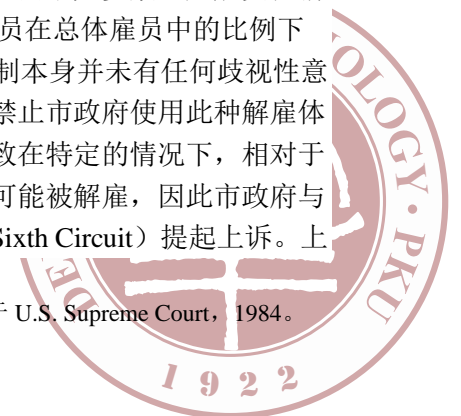 员在总体雇员中的比例下
制本身并未有任何歧视性意
禁止市政府使用此种解雇体
致在特定的情况下，相对于
可能被解雇，因此市政府与
Sixth Circuit）提起上诉。上
U.S. Supreme Court，1984。
OLOGY · PKU
DE
1922